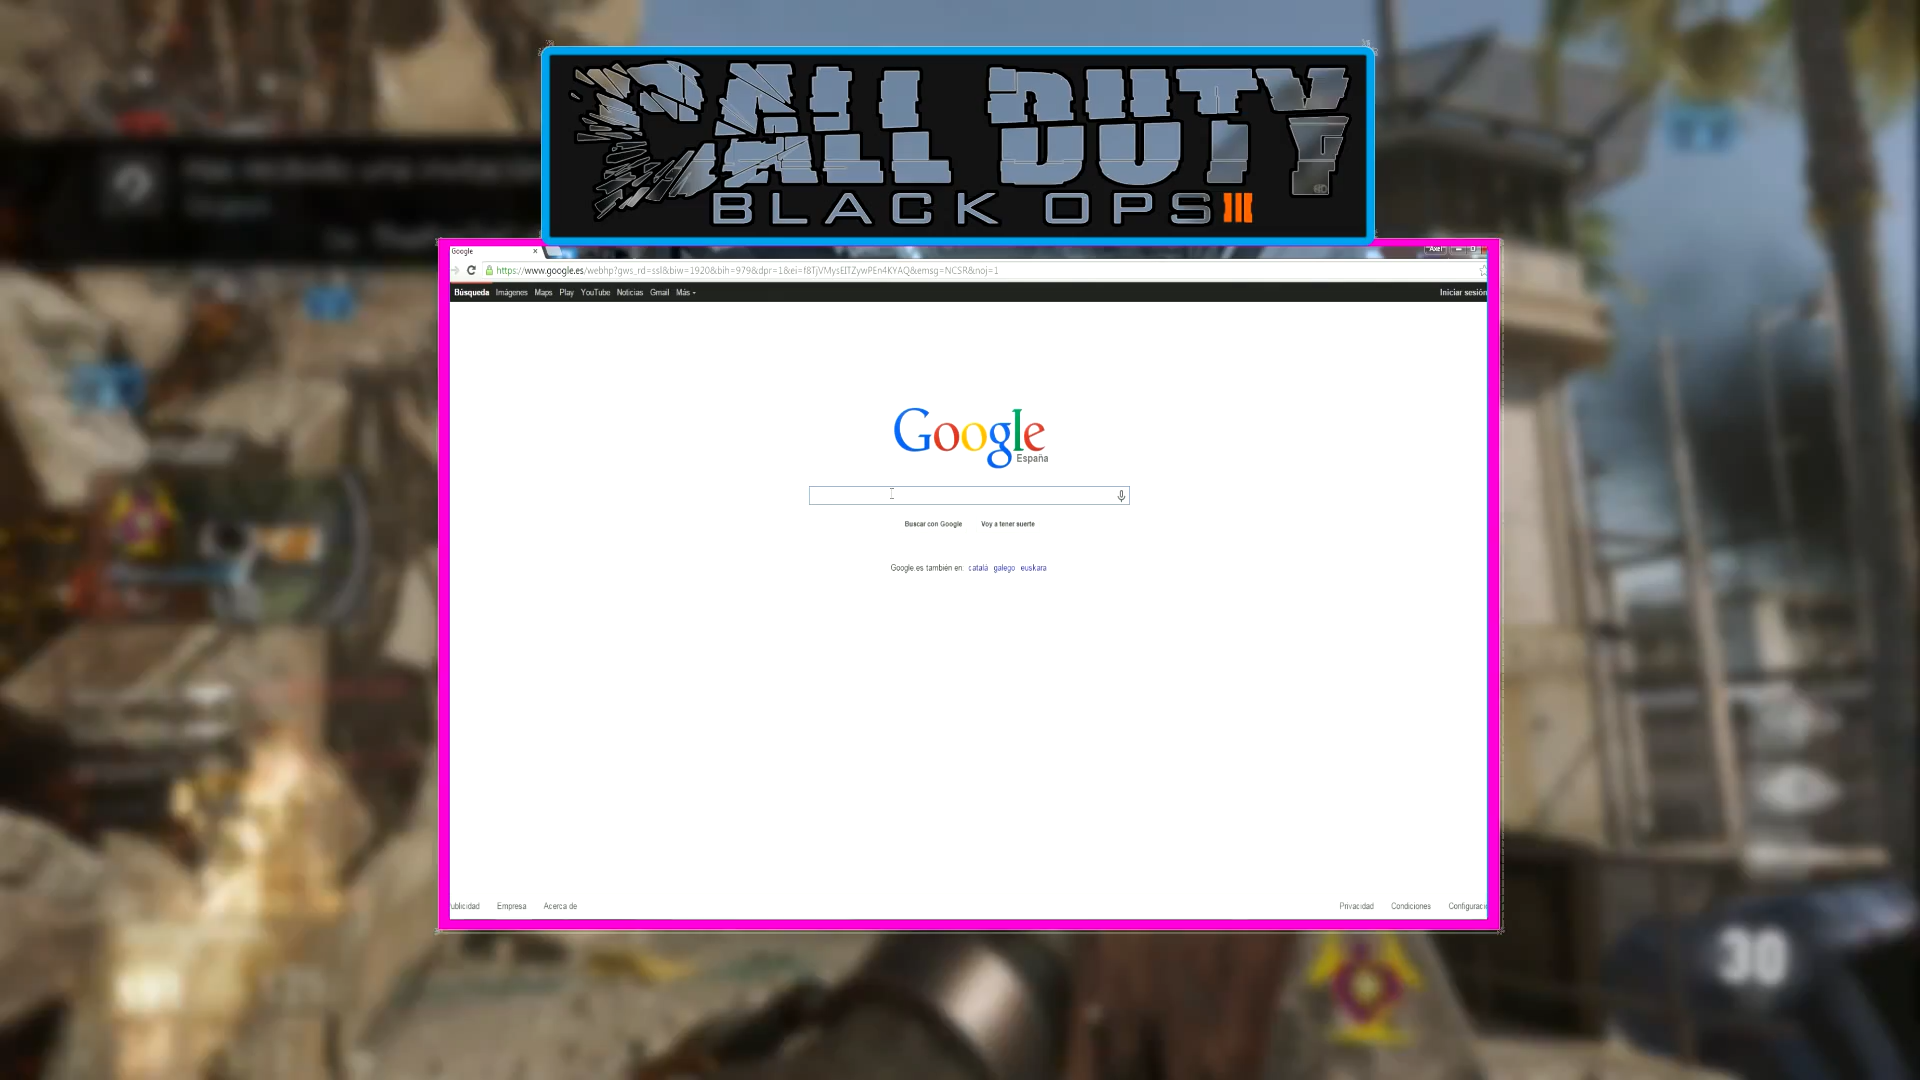 CALL DUTY
OF
BLACK OPS III
Google
Axel
https://www.google.es/webhp?gws_rd=ssl&biw=1920&bih=979&dpr=1&ei=f8TjVMysEITZywPEn4KYAQ&emsg=NCSR&noj=1
Búsqueda Imágenes Maps Play YouTube Noticias Gmail Más
Iniciar sesión
Google
España
Buscar con Google Voy a tener suerte
Google.es también en: català galego euskara
ublicidad Empresa Acerca de
Privacidad Condiciones Configuraci
30